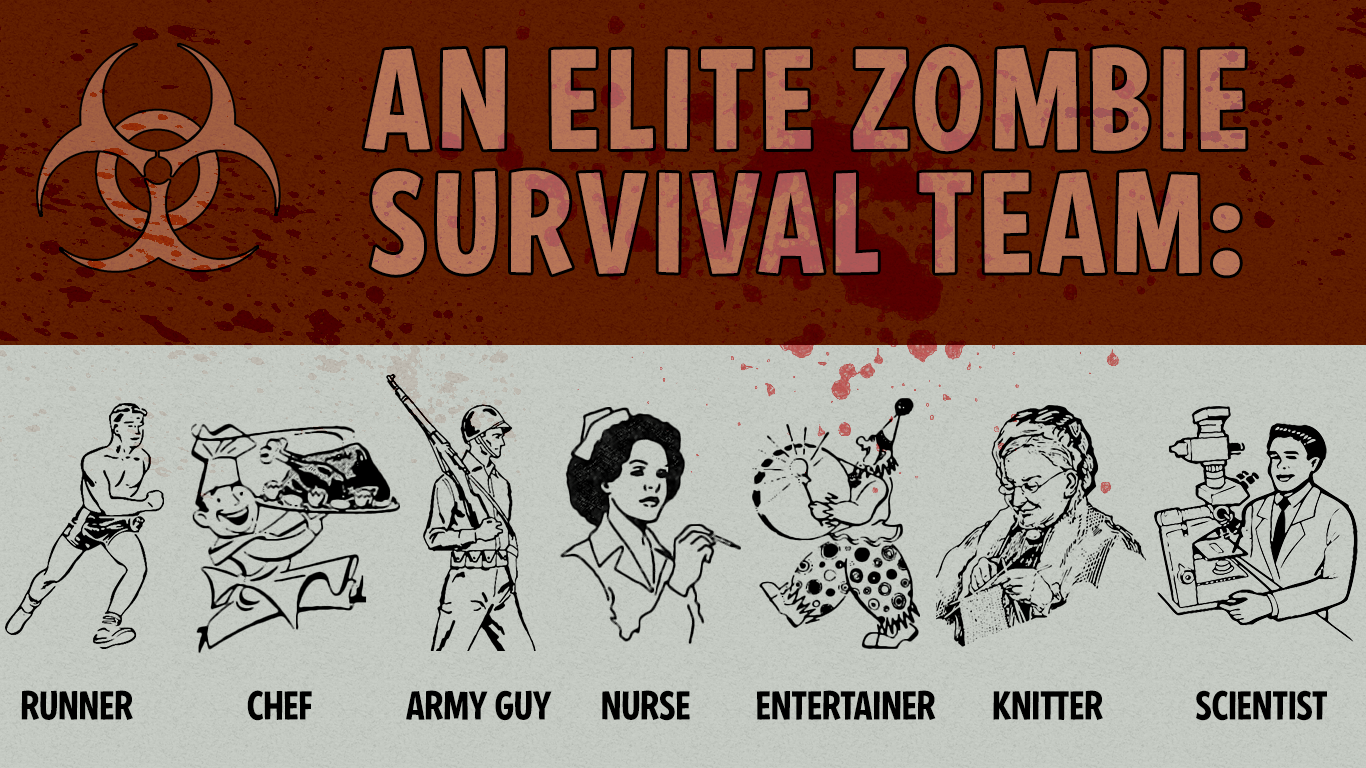 AN ELITE ZOMBIE
SURVIVAL TEAM:
RUNNER
CHEF
ARMY GUY
NURSE
ENTERTAINER
KNITTER
SCIENTIST